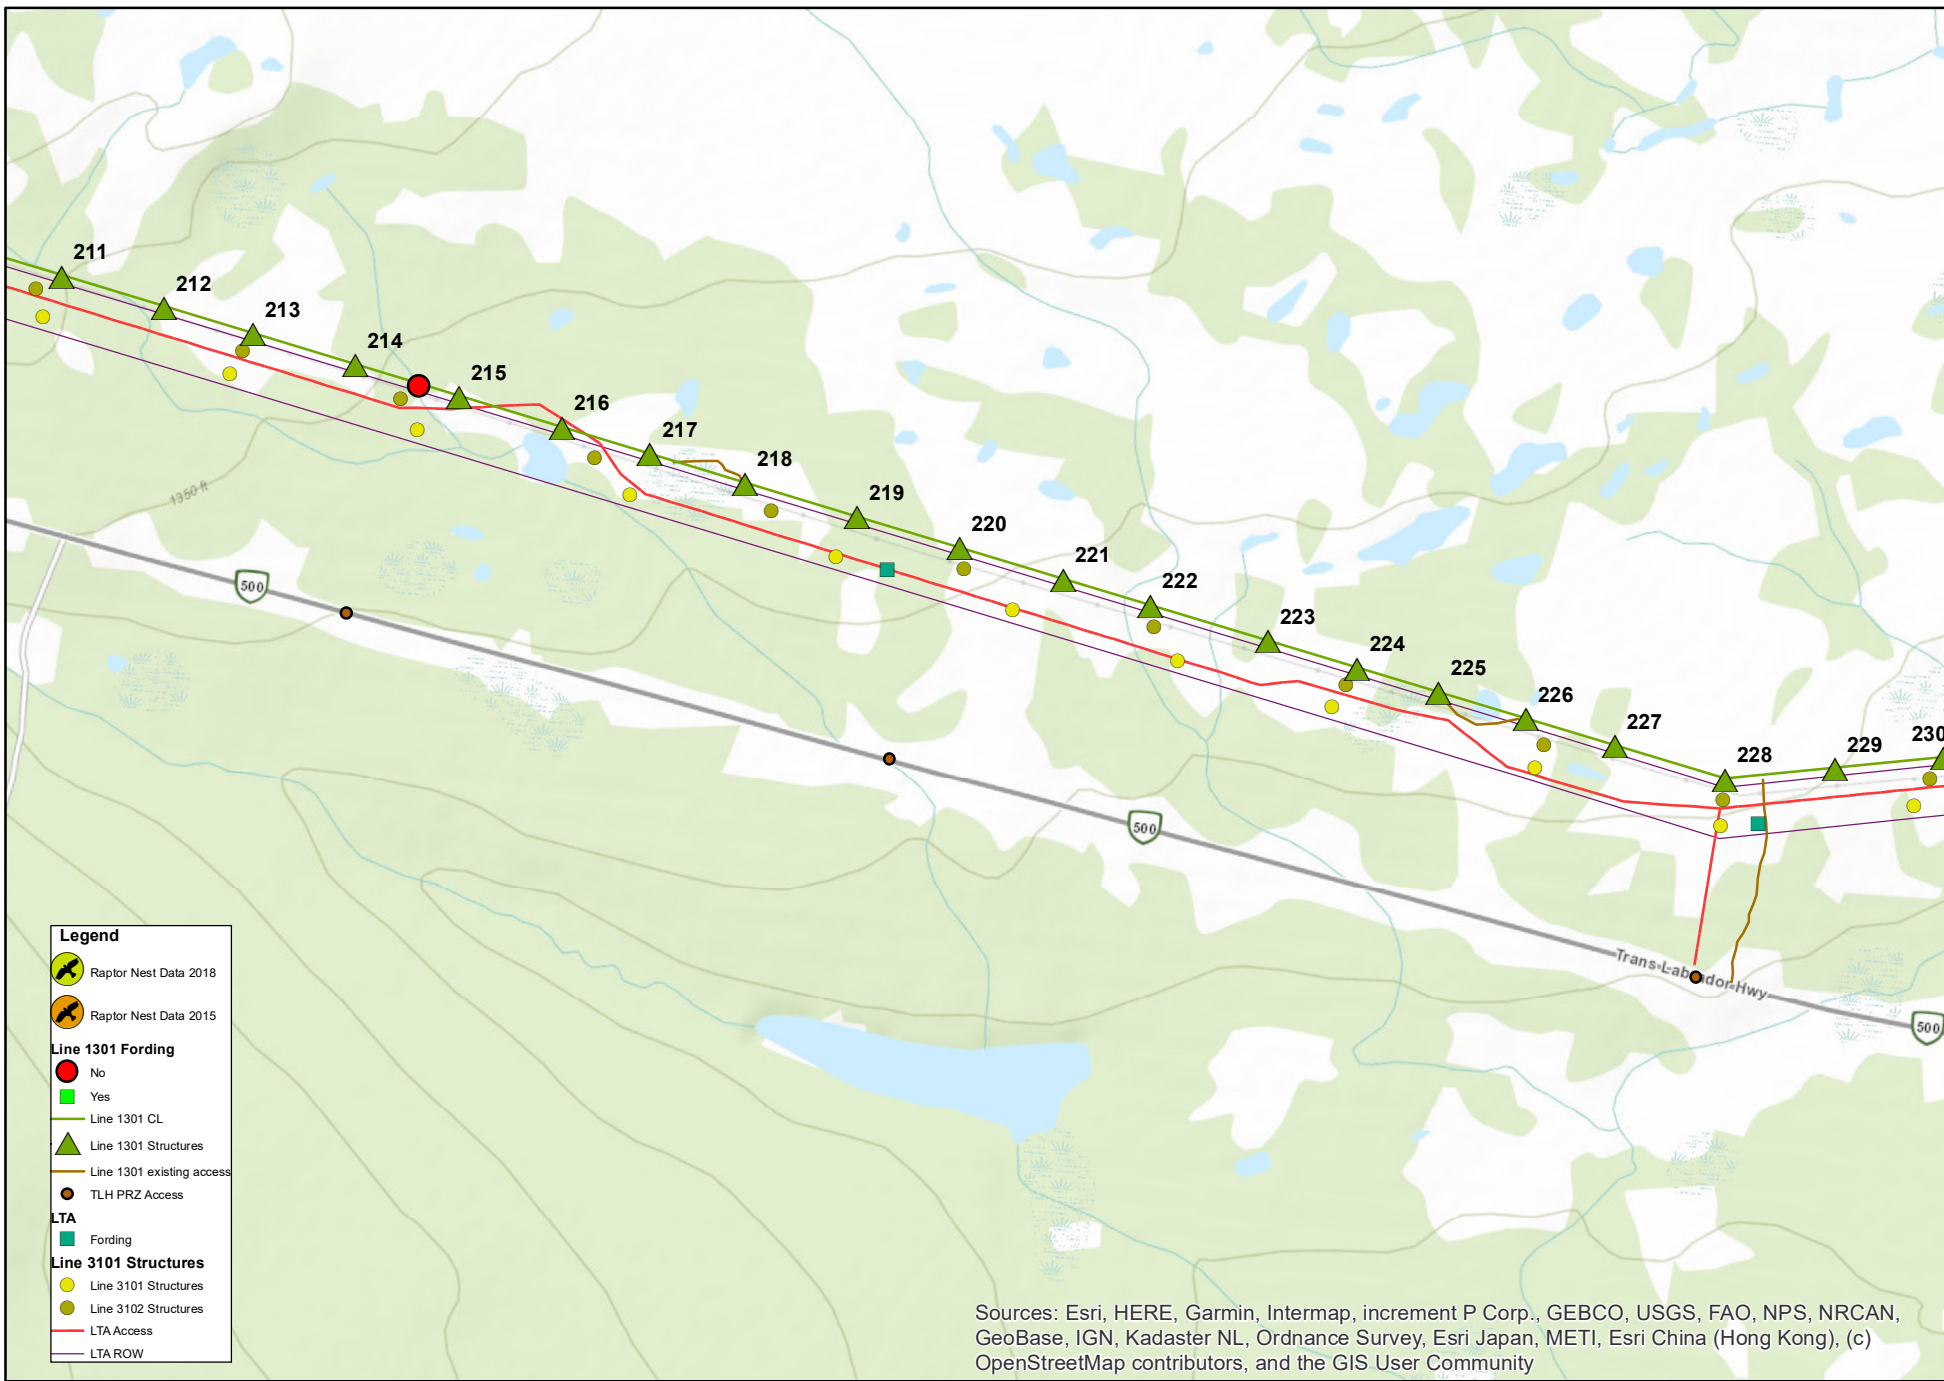 211
212
213
214
215
216
217
218
219
220
221
222
223
224
225
226
227
228
229
230
1350 ft
500
500
Trans-Labrador-Hwy
500
Legend
Raptor Nest Data 2018
Raptor Nest Data 2015
Line 1301 Fording
No
Yes
Line 1301 CL
Line 1301 Structures
Line 1301 existing access
TLH PRZ Access
LTA
Fording
Line 3101 Structures
Line 3101 Structures
Line 3102 Structures
LTA Access
LTA ROW
Sources: Esri, HERE, Garmin, Intermap, increment P Corp., GEBCO, USGS, FAO, NPS, NRCAN,
GeoBase, IGN, Kadaster NL, Ordnance Survey, Esri Japan, METI, Esri China (Hong Kong), (c)
OpenStreetMap contributors, and the GIS User Community